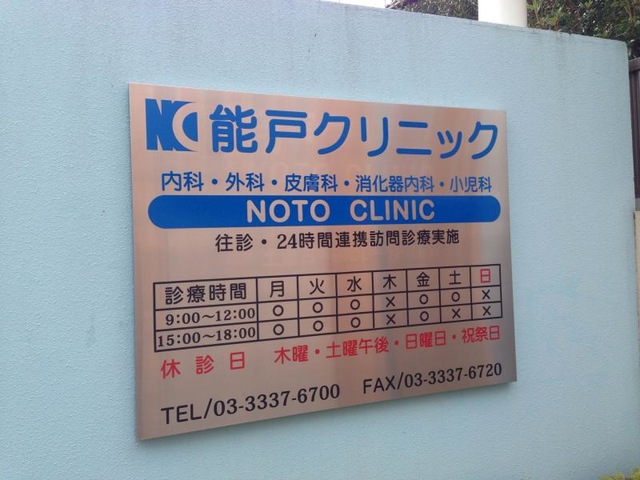 NC 能戸クリニック
内科・外科・皮膚科・消化器内科・小児科
NOTO CLINIC
往診・24時間連携訪問診療実施
診療時間 月 火 水 木 金 土 日
9:00〜12:00 ○ ○ ○ × ○ ○ ×
15:00〜18:00 ○ ○ ○ × ○ × ×
休診日 木曜・土曜午後・日曜日・祝祭日
TEL/03-3337-6700 FAX/03-3337-6720